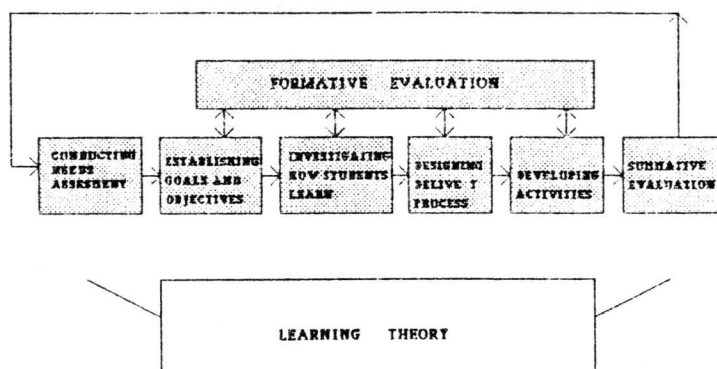 FORMATIVE EVALUATION
CONDUCTING
NEEDS
ASSESMENT
ESTABLISHING
GOALS AND
OBJECTIVES
INVESTIGATING
HOW STUDENTS
LEARN
DESIGNING
PROCESS
DEVELOPING
ACTIVITIES
SUMMATIVE
EVALUATION
LEARNING THEORY